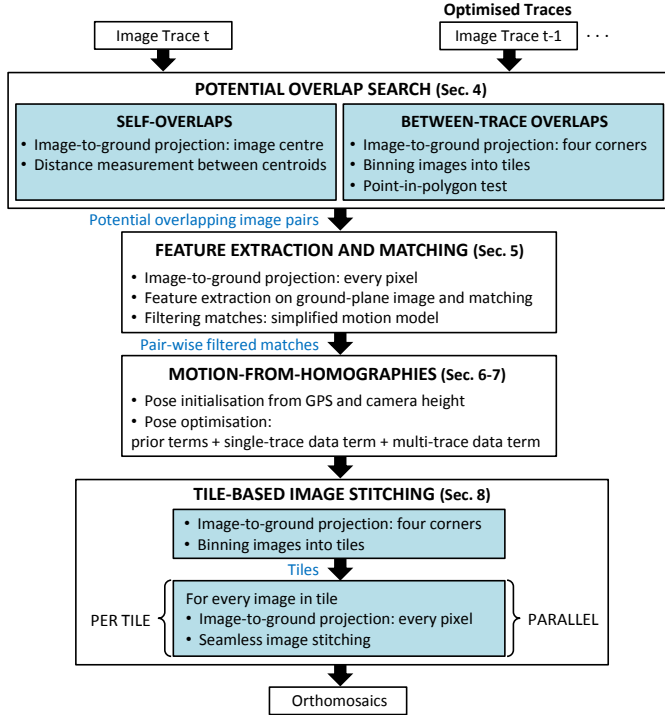 Optimised Traces
Image Trace t
Image Trace t-1
. . .
POTENTIAL OVERLAP SEARCH (Sec. 4)
SELF-OVERLAPS
• Image-to-ground projection: image centre
• Distance measurement between centroids
BETWEEN-TRACE OVERLAPS
• Image-to-ground projection: four corners
• Binning images into tiles
• Point-in-polygon test
Potential overlapping image pairs
FEATURE EXTRACTION AND MATCHING (Sec. 5)
• Image-to-ground projection: every pixel
• Feature extraction on ground-plane image and matching
• Filtering matches: simplified motion model
Pair-wise filtered matches
MOTION-FROM-HOMOGRAPHIES (Sec. 6-7)
• Pose initialisation from GPS and camera height
• Pose optimisation:
prior terms + single-trace data term + multi-trace data term
TILE-BASED IMAGE STITCHING (Sec. 8)
• Image-to-ground projection: four corners
• Binning images into tiles
Tiles
PER TILE
For every image in tile
• Image-to-ground projection: every pixel
• Seamless image stitching
PARALLEL
Orthomosaics